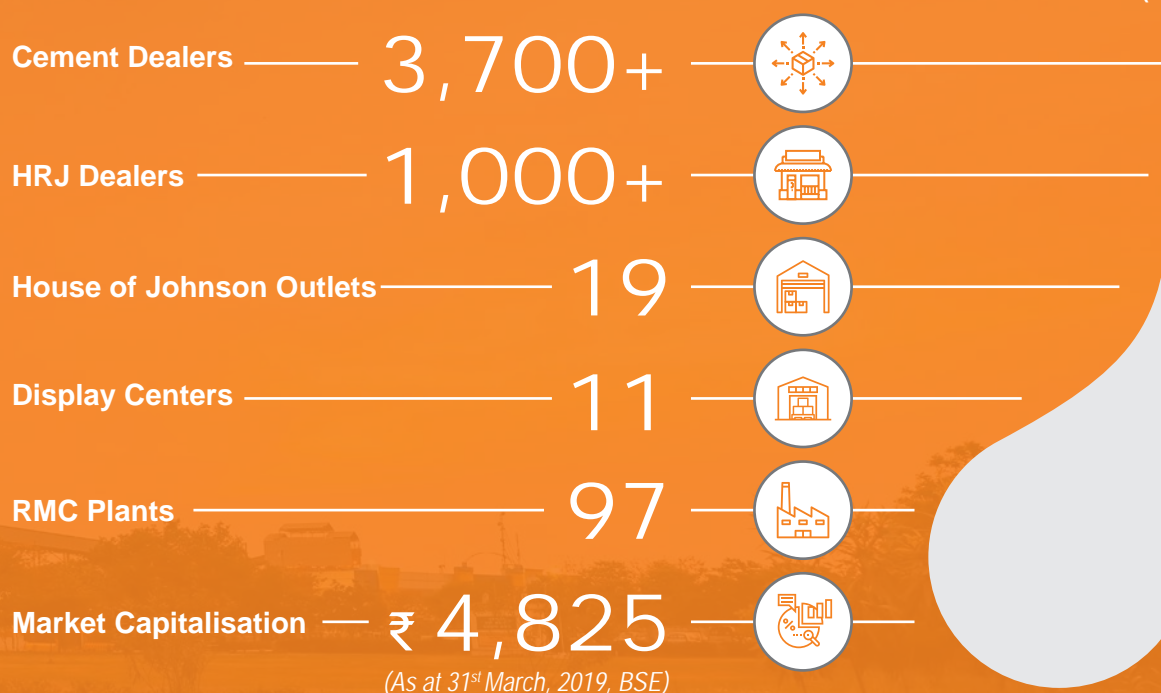 Cement Dealers 3,700+
HRJ Dealers 1,000+
House of Johnson Outlets 19
Display Centers 11
RMC Plants 97
Market Capitalisation ₹ 4,825
(As at 31st March, 2019, BSE)